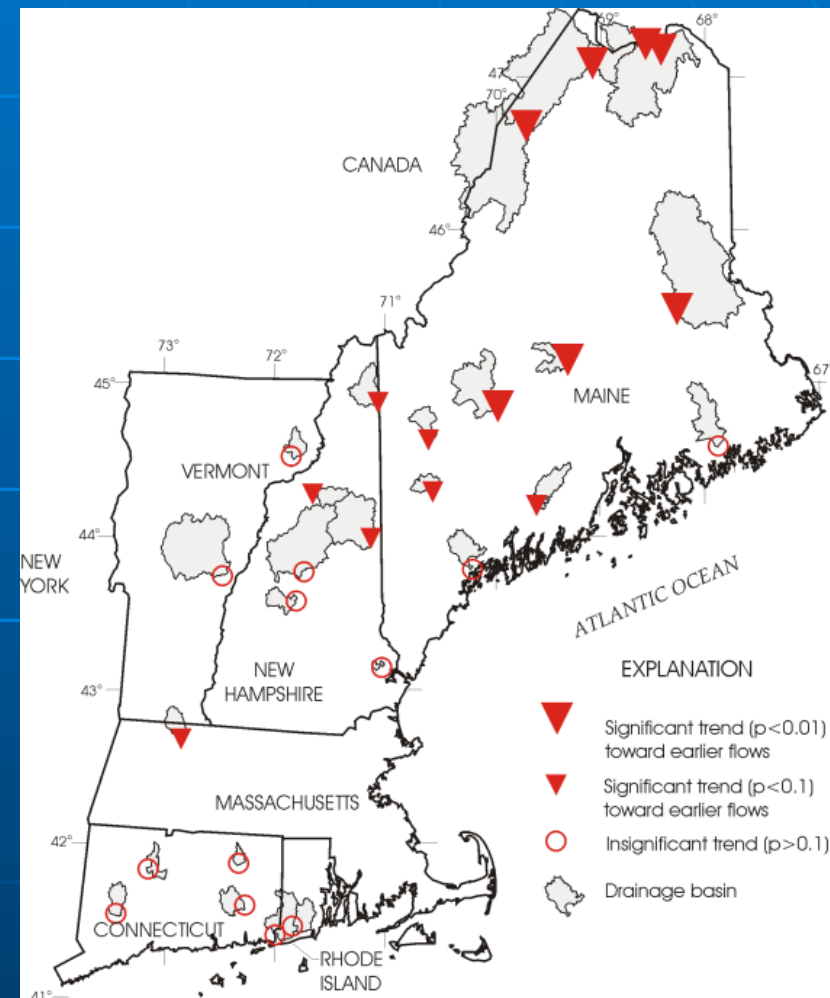 69°
68°
47
70°
CANADA
46°
71°
73°
72°
45°
67
MAINE
VERMONT
44°
NEW
YORK
ATLANTIC OCEAN
NEW
HAMPSHIRE
43°
EXPLANATION
Significant trend (p<0.01)
toward earlier flows
Significant trend (p<0.1)
toward earlier flows
Insignificant trend (p>0.1)
Drainage basin
MASSACHUSETTS
42°
CONNECTICUT
RHODE
ISLAND
41°